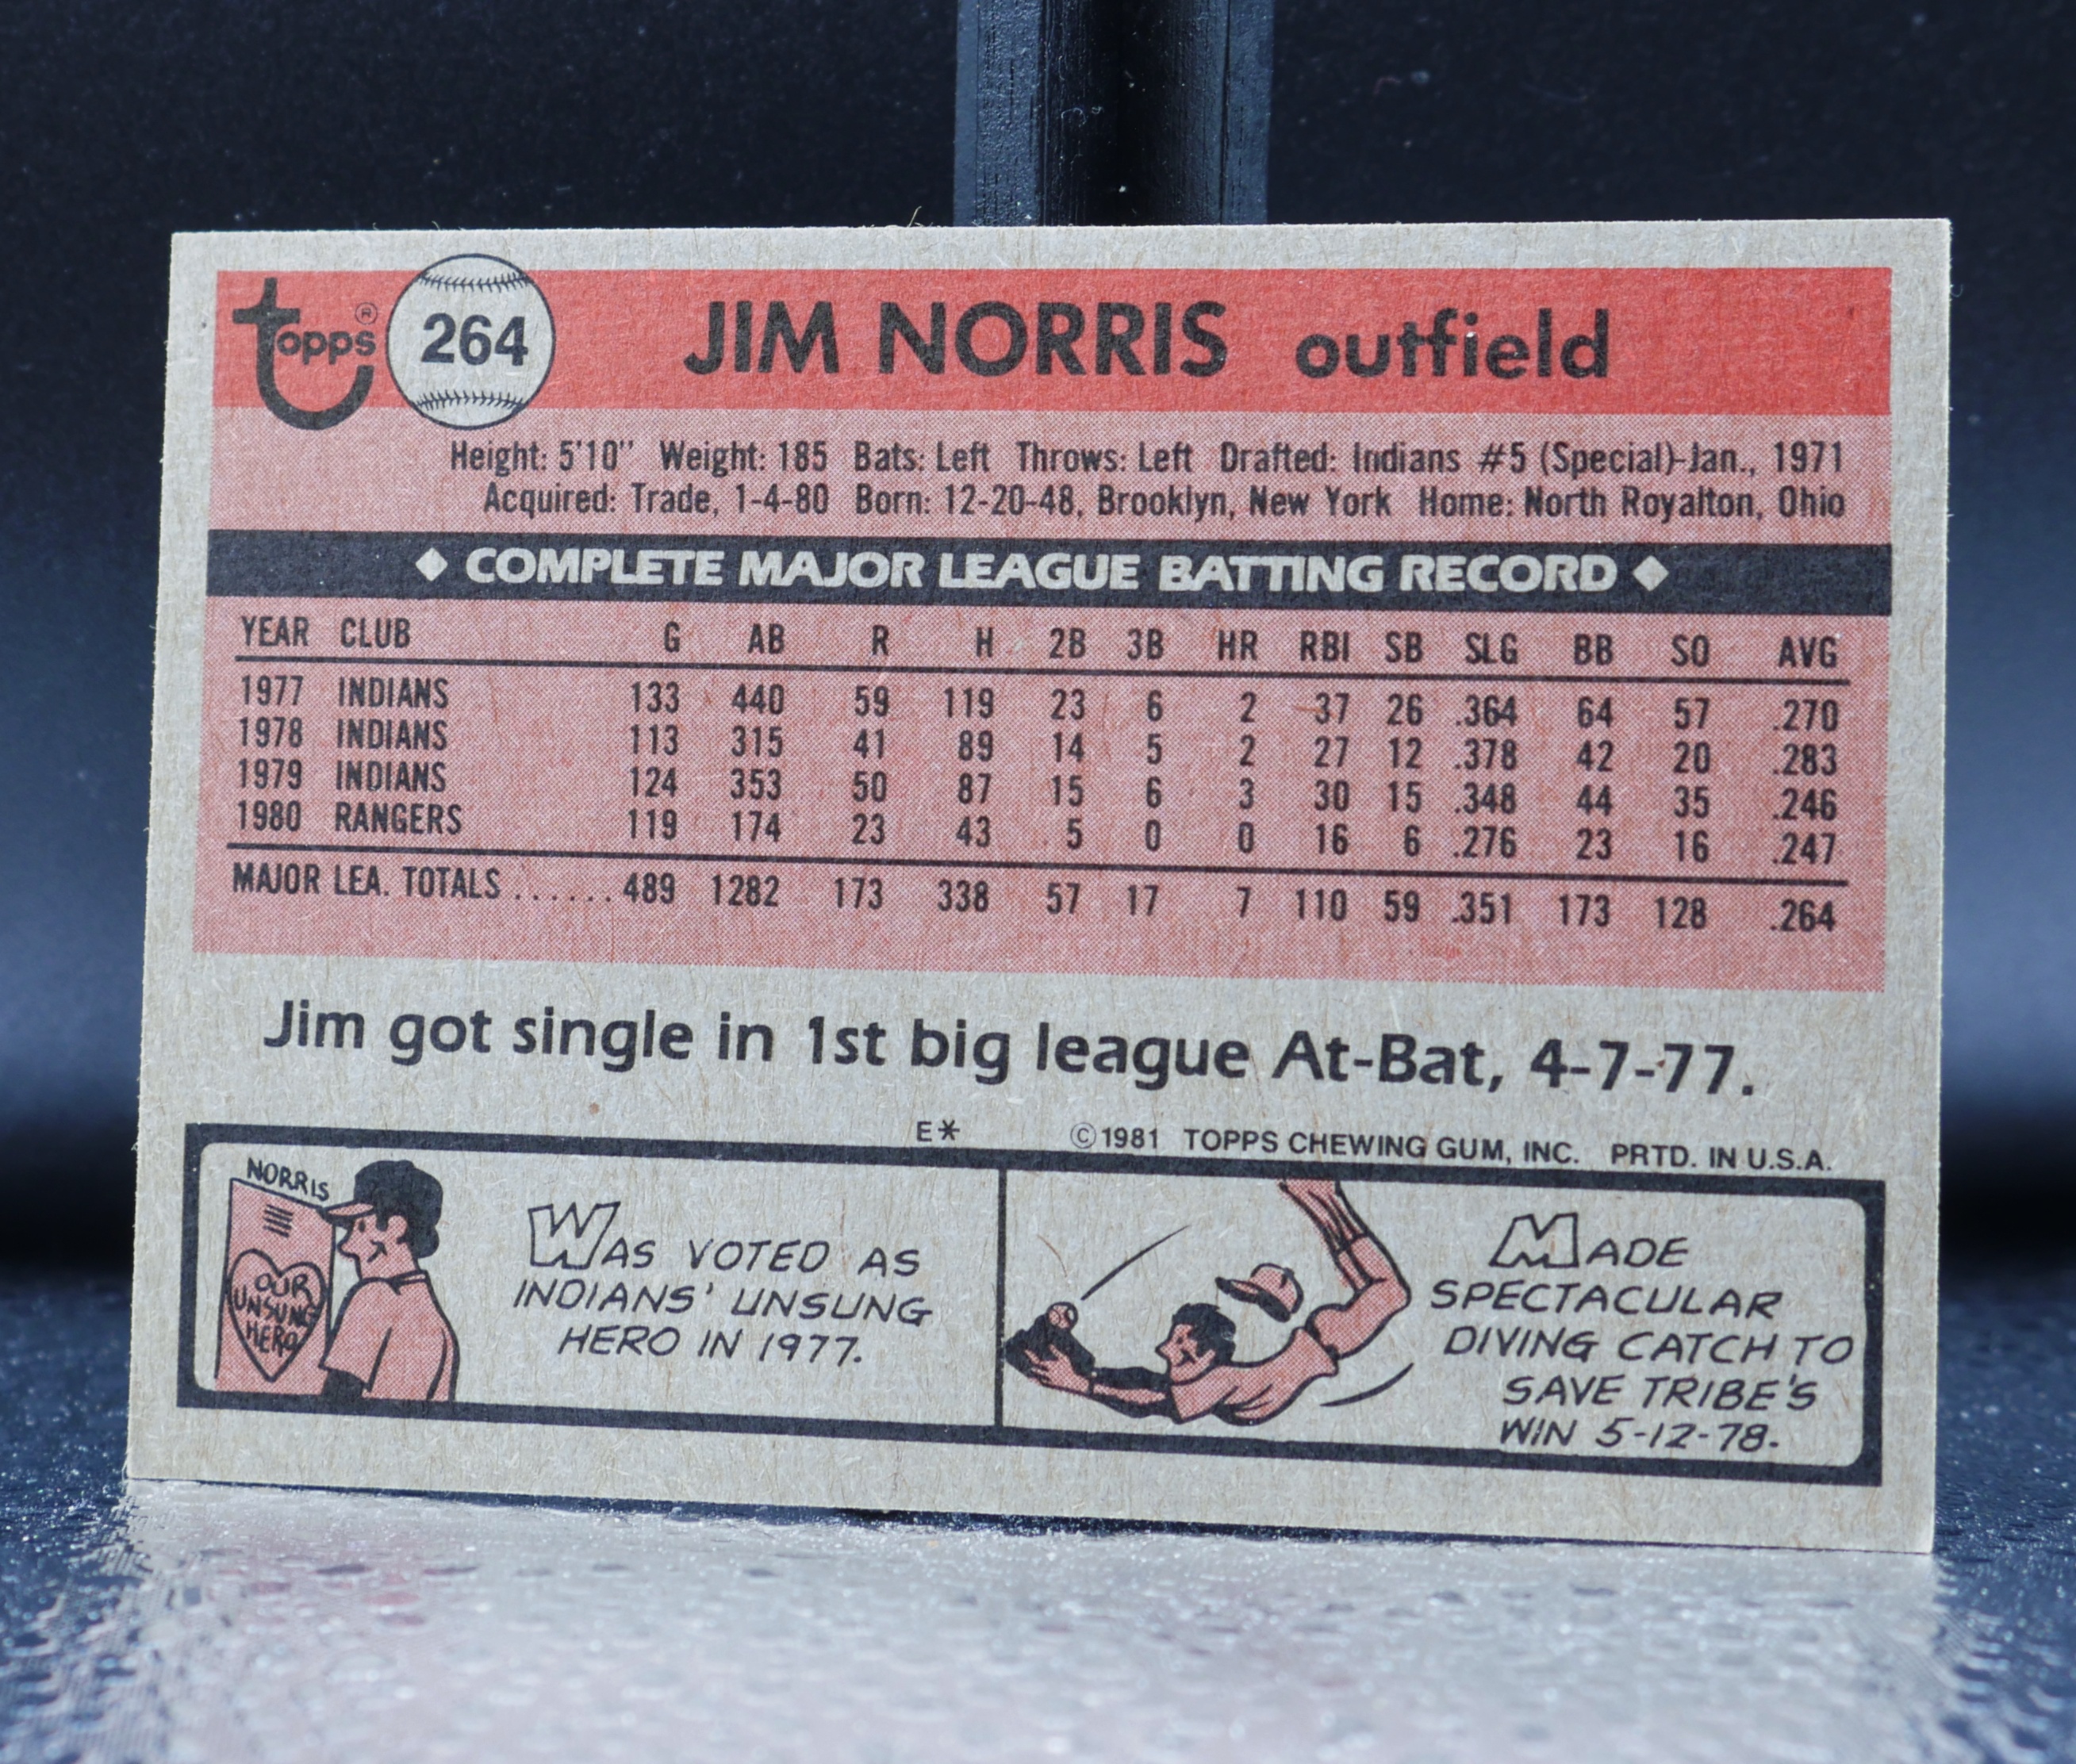 topps® 264 JIM NORRIS outfield
Height: 5'10" Weight: 185 Bats: Left Throws: Left Drafted: Indians #5 (Special)-Jan., 1971
Acquired: Trade, 1-4-80 Born: 12-20-48, Brooklyn, New York Home: North Royalton, Ohio
◆ COMPLETE MAJOR LEAGUE BATTING RECORD ◆
YEAR CLUB G AB R H 2B 3B HR RBI SB SLG BB SO AVG
1977 INDIANS 133 440 59 119 23 6 2 37 26 .364 64 57 .270
1978 INDIANS 113 315 41 89 14 5 2 27 12 .378 42 20 .283
1979 INDIANS 124 353 50 87 15 6 3 30 15 .348 44 35 .246
1980 RANGERS 119 174 23 43 5 0 0 16 6 .276 23 16 .247
MAJOR LEA. TOTALS ...... 489 1282 173 338 57 17 7 110 59 .351 173 128 .264
Jim got single in 1st big league At-Bat, 4-7-77.
E* ©1981 TOPPS CHEWING GUM, INC. PRTD. IN U.S.A.
NORRIS
OUR
UNSUNG
HERO
WAS VOTED AS
INDIANS' UNSUNG
HERO IN 1977.
MADE
SPECTACULAR
DIVING CATCH TO
SAVE TRIBE'S
WIN 5-12-78.